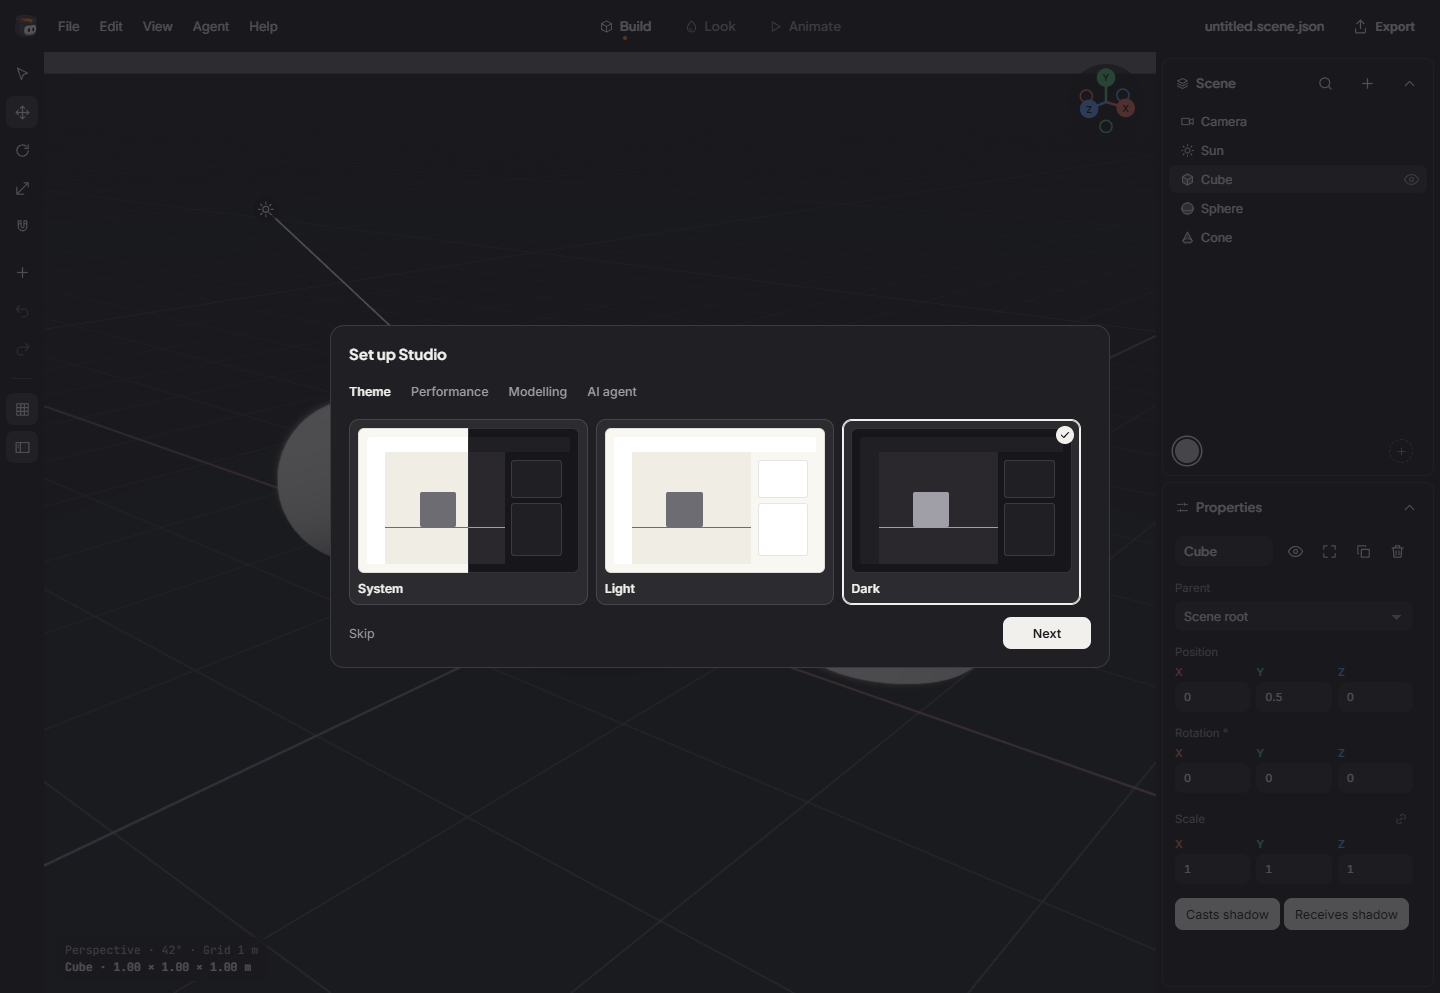 File Edit View Agent Help
Build Look Animate
untitled.scene.json Export
Y
Z X
Scene
Camera
Sun
Cube
Sphere
Cone
Set up Studio
Theme Performance Modelling AI agent
System Light Dark
Skip Next
Properties
Cube
Parent
Scene root
Position
X Y Z
0 0.5 0
Rotation *
X Y Z
0 0 0
Scale
X Y Z
1 1 1
Casts shadow Receives shadow
Perspective · 42° · Grid 1 m
Cube · 1.00 × 1.00 × 1.00 m